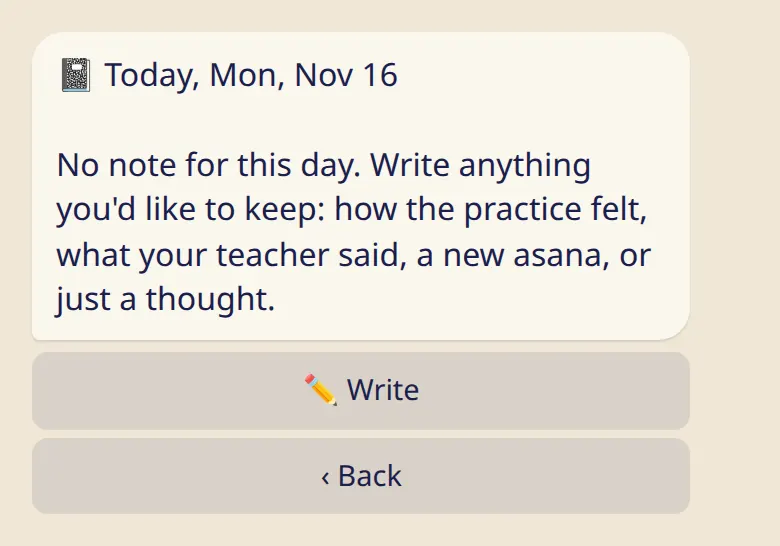 📓 Today, Mon, Nov 16
No note for this day. Write anything
you'd like to keep: how the practice felt,
what your teacher said, a new asana, or
just a thought.
✏️ Write
‹ Back